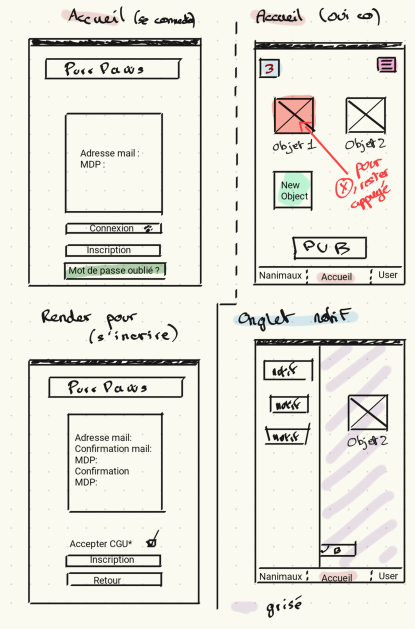 Accueil (se connecter)
Purr Paws
Adresse mail :
MDP :
Connexion
Inscription
Mot de passe oublié ?
Accueil (oui co)
3
Objet 1
Objet 2
pour
(X), rester
appuyé
New
Object
PUB
Nanimaux
Accueil
User
Render pour
(s'incrire)
Purr Paws
Adresse mail:
Confirmation mail:
MDP:
Confirmation
MDP:
Accepter CGU*
Inscription
Retour
Onglet notif
notif
notif
notif
Objet 2
Nanimaux
Accueil
User
grisé